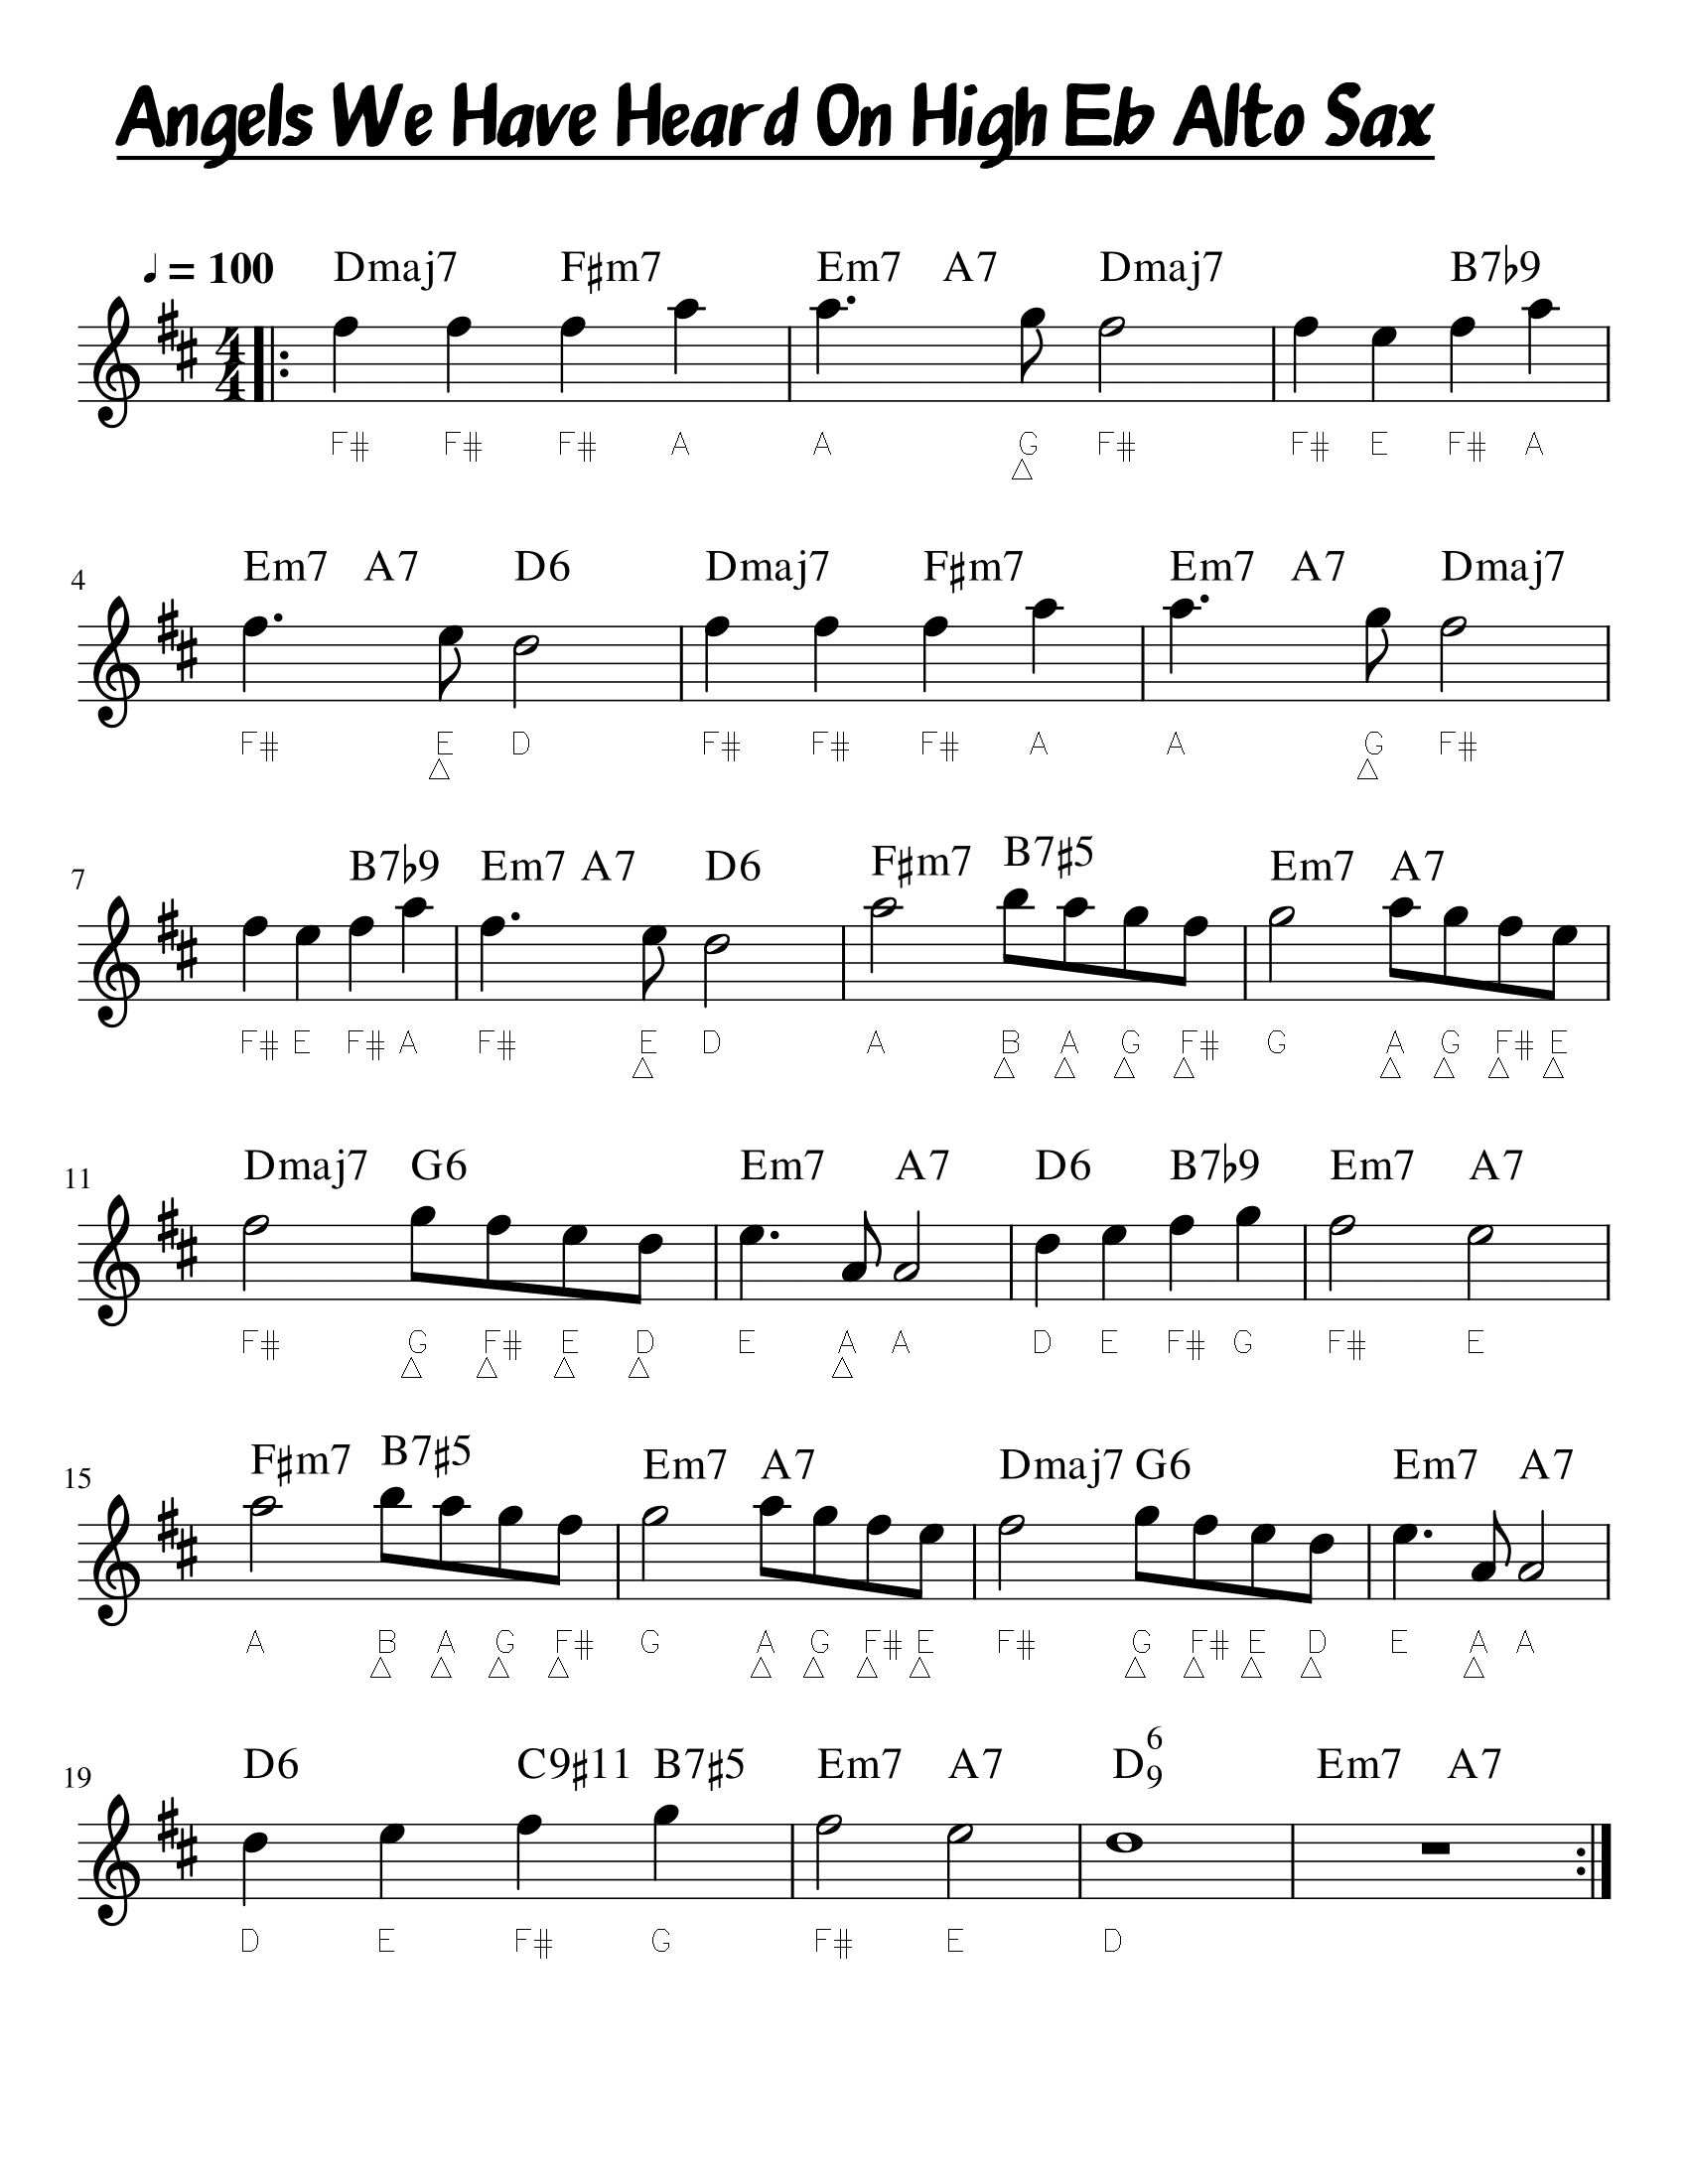 Angels We Have Heard On High Eb Alto Sax
♩ = 100 Dmaj7 F♯m7 Em7 A7 Dmaj7 B7♭9
4 4
F# F# F# A A G F# F# E F# A
4 Em7 A7 D6 Dmaj7 F♯m7 Em7 A7 Dmaj7
F# E D F# F# F# A A G F#
7 B7♭9 Em7 A7 D6 F♯m7 B7♯5 Em7 A7
F# E F# A F# E D A B A G F# G A G F# E
11 Dmaj7 G6 Em7 A7 D6 B7♭9 Em7 A7
F# G F# E D E A A D E F# G F# E
15 F♯m7 B7♯5 Em7 A7 Dmaj7 G6 Em7 A7
A B A G F# G A G F# E F# G F# E D E A A
19 D6 C9♯11 B7♯5 Em7 A7 D69 Em7 A7
D E F# G F# E D